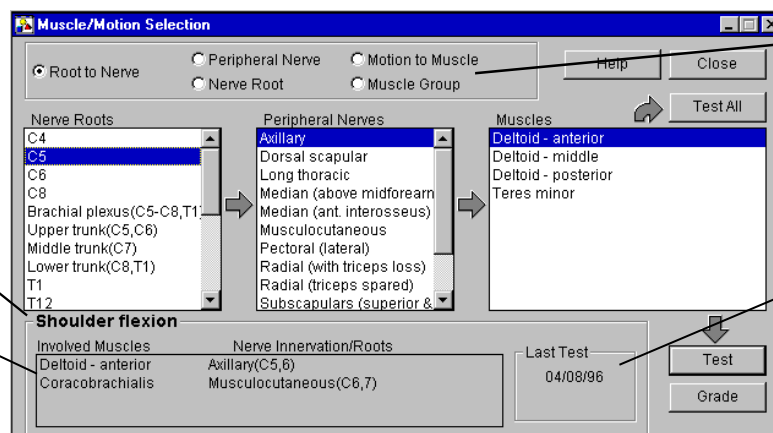 Muscle/Motion Selection
Root to Nerve
Peripheral Nerve
Motion to Muscle
Nerve Root
Muscle Group
Help
Close
Test All
Nerve Roots
C4
C5
C6
C8
Brachial plexus(C5-C8,T1)
Upper trunk(C5,C6)
Middle trunk(C7)
Lower trunk(C8,T1)
T1
T12
Peripheral Nerves
Axillary
Dorsal scapular
Long thoracic
Median (above midforearn
Median (ant. interosseus)
Musculocutaneous
Pectoral (lateral)
Radial (with triceps loss)
Radial (triceps spared)
Subscapulars (superior &
Muscles
Deltoid - anterior
Deltoid - middle
Deltoid - posterior
Teres minor
Shoulder flexion
Involved Muscles Nerve Innervation/Roots
Deltoid - anterior Axillary(C5,6)
Coracobrachialis Musculocutaneous(C6,7)
Last Test
04/08/96
Test
Grade